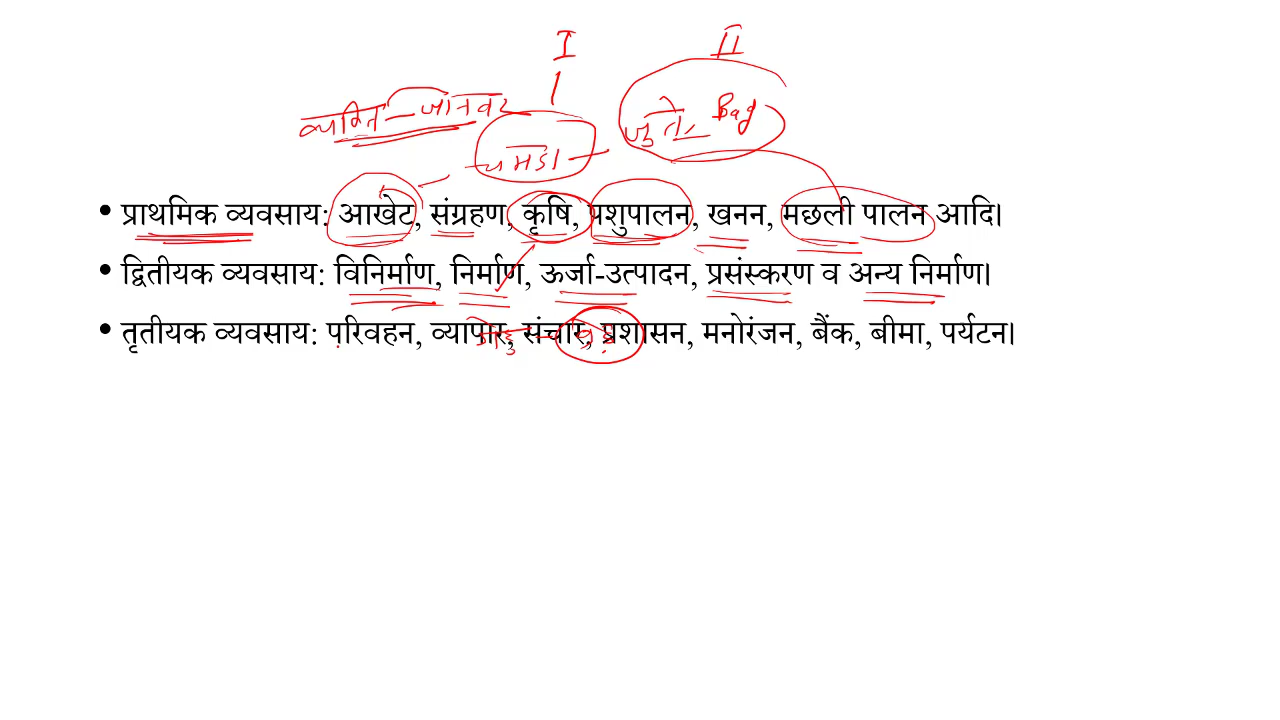 I II
व्यक्ति – जानवर
जुते, Bag
चमडा
• प्राथमिक व्यवसाय: आखेट, संग्रहण, कृषि, पशुपालन, खनन, मछली पालन आदि।
• द्वितीयक व्यवसाय: विनिर्माण, निर्माण, ऊर्जा-उत्पादन, प्रसंस्करण व अन्य निर्माण।
• तृतीयक व्यवसाय: परिवहन, व्यापार, संचार, प्रशासन, मनोरंजन, बैंक, बीमा, पर्यटन।